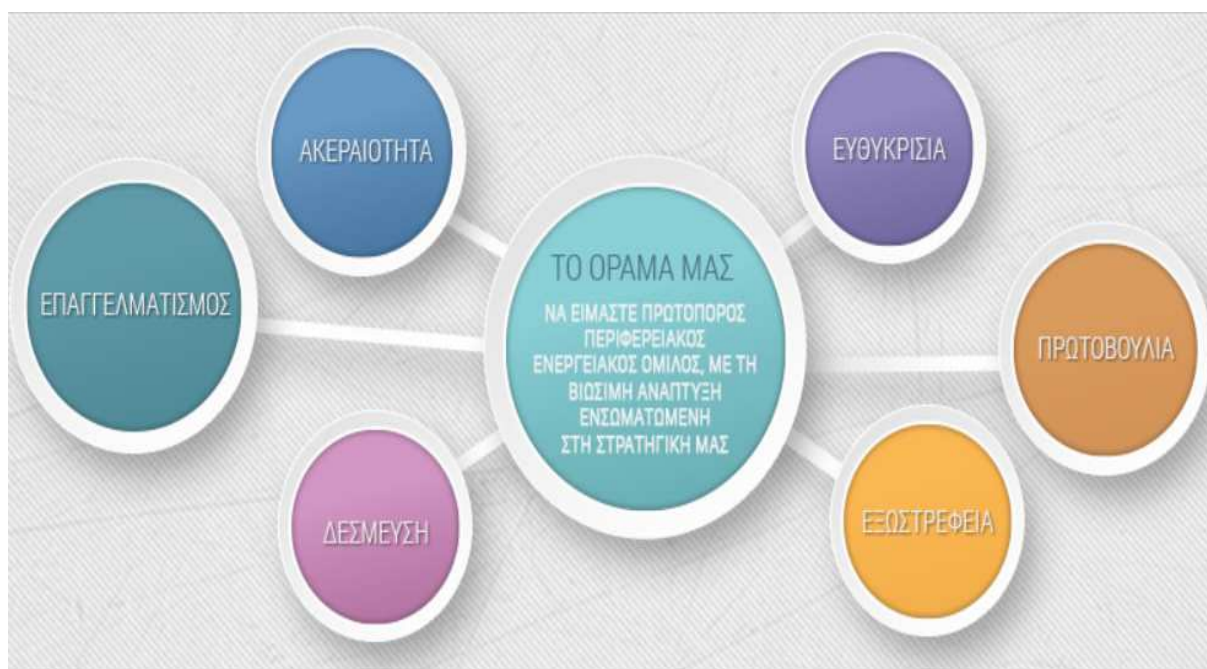 ΑΚΕΡΑΙΟΤΗΤΑ
ΕΥΘΥΚΡΙΣΙΑ
ΕΠΑΓΓΕΛΜΑΤΙΣΜΟΣ
ΤΟ ΟΡΑΜΑ ΜΑΣ
ΝΑ ΕΙΜΑΣΤΕ ΠΡΩΤΟΠΟΡΟΣ
ΠΕΡΙΦΕΡΕΙΑΚΟΣ
ΕΝΕΡΓΕΙΑΚΟΣ ΟΜΙΛΟΣ, ΜΕ ΤΗ
ΒΙΩΣΙΜΗ ΑΝΑΠΤΥΞΗ
ΕΝΣΩΜΑΤΩΜΕΝΗ
ΣΤΗ ΣΤΡΑΤΗΓΙΚΗ ΜΑΣ
ΠΡΩΤΟΒΟΥΛΙΑ
ΔΕΣΜΕΥΣΗ
ΕΞΩΣΤΡΕΦΕΙΑ